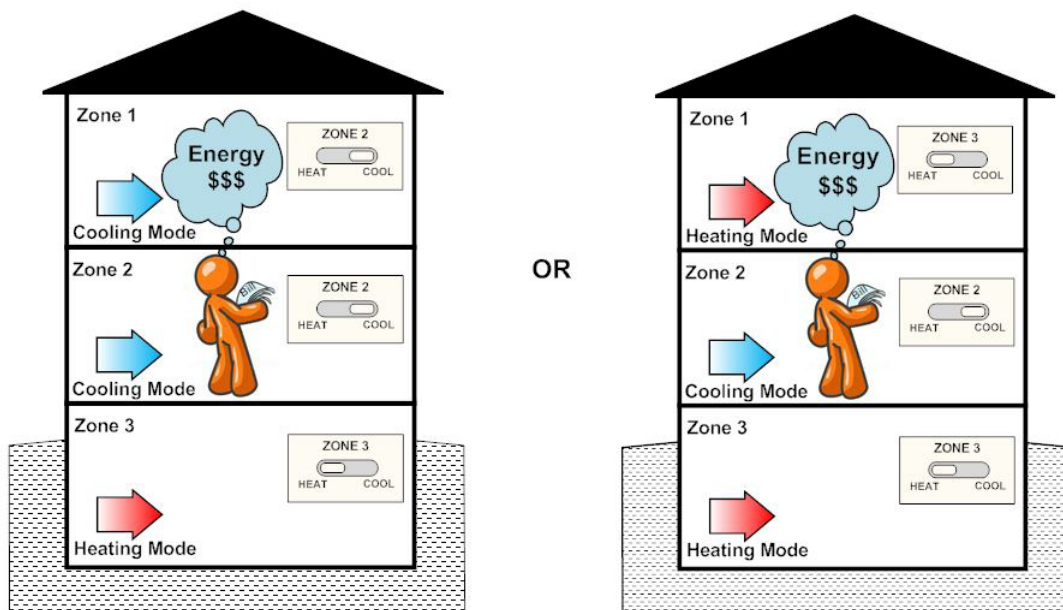 Zone 1
Energy
$$$
ZONE 2
HEAT COOL
Cooling Mode
Zone 2
Bill
ZONE 2
HEAT COOL
Cooling Mode
Zone 3
ZONE 3
HEAT COOL
Heating Mode
OR
Zone 1
Energy
$$$
ZONE 3
HEAT COOL
Heating Mode
Zone 2
Bill
ZONE 2
HEAT COOL
Cooling Mode
Zone 3
ZONE 3
HEAT COOL
Heating Mode